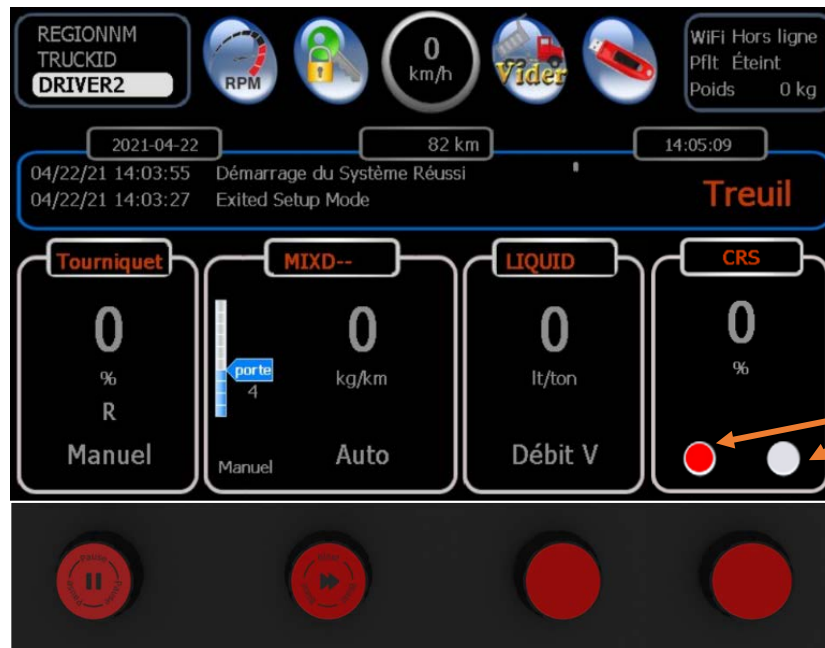 REGIONNM
TRUCKID
DRIVER2
RPM
0
km/h
Vider
WiFi Hors ligne
Pflt Éteint
Poids 0 kg
2021-04-22
82 km
14:05:09
04/22/21 14:03:55 Démarrage du Système Réussi
04/22/21 14:03:27 Exited Setup Mode
Treuil
Tourniquet
0
%
R
Manuel
MIXD--
porte
4
0
kg/km
Manuel
Auto
LIQUID
0
lt/ton
Débit V
CRS
0
%
Pause
Pause
Pause